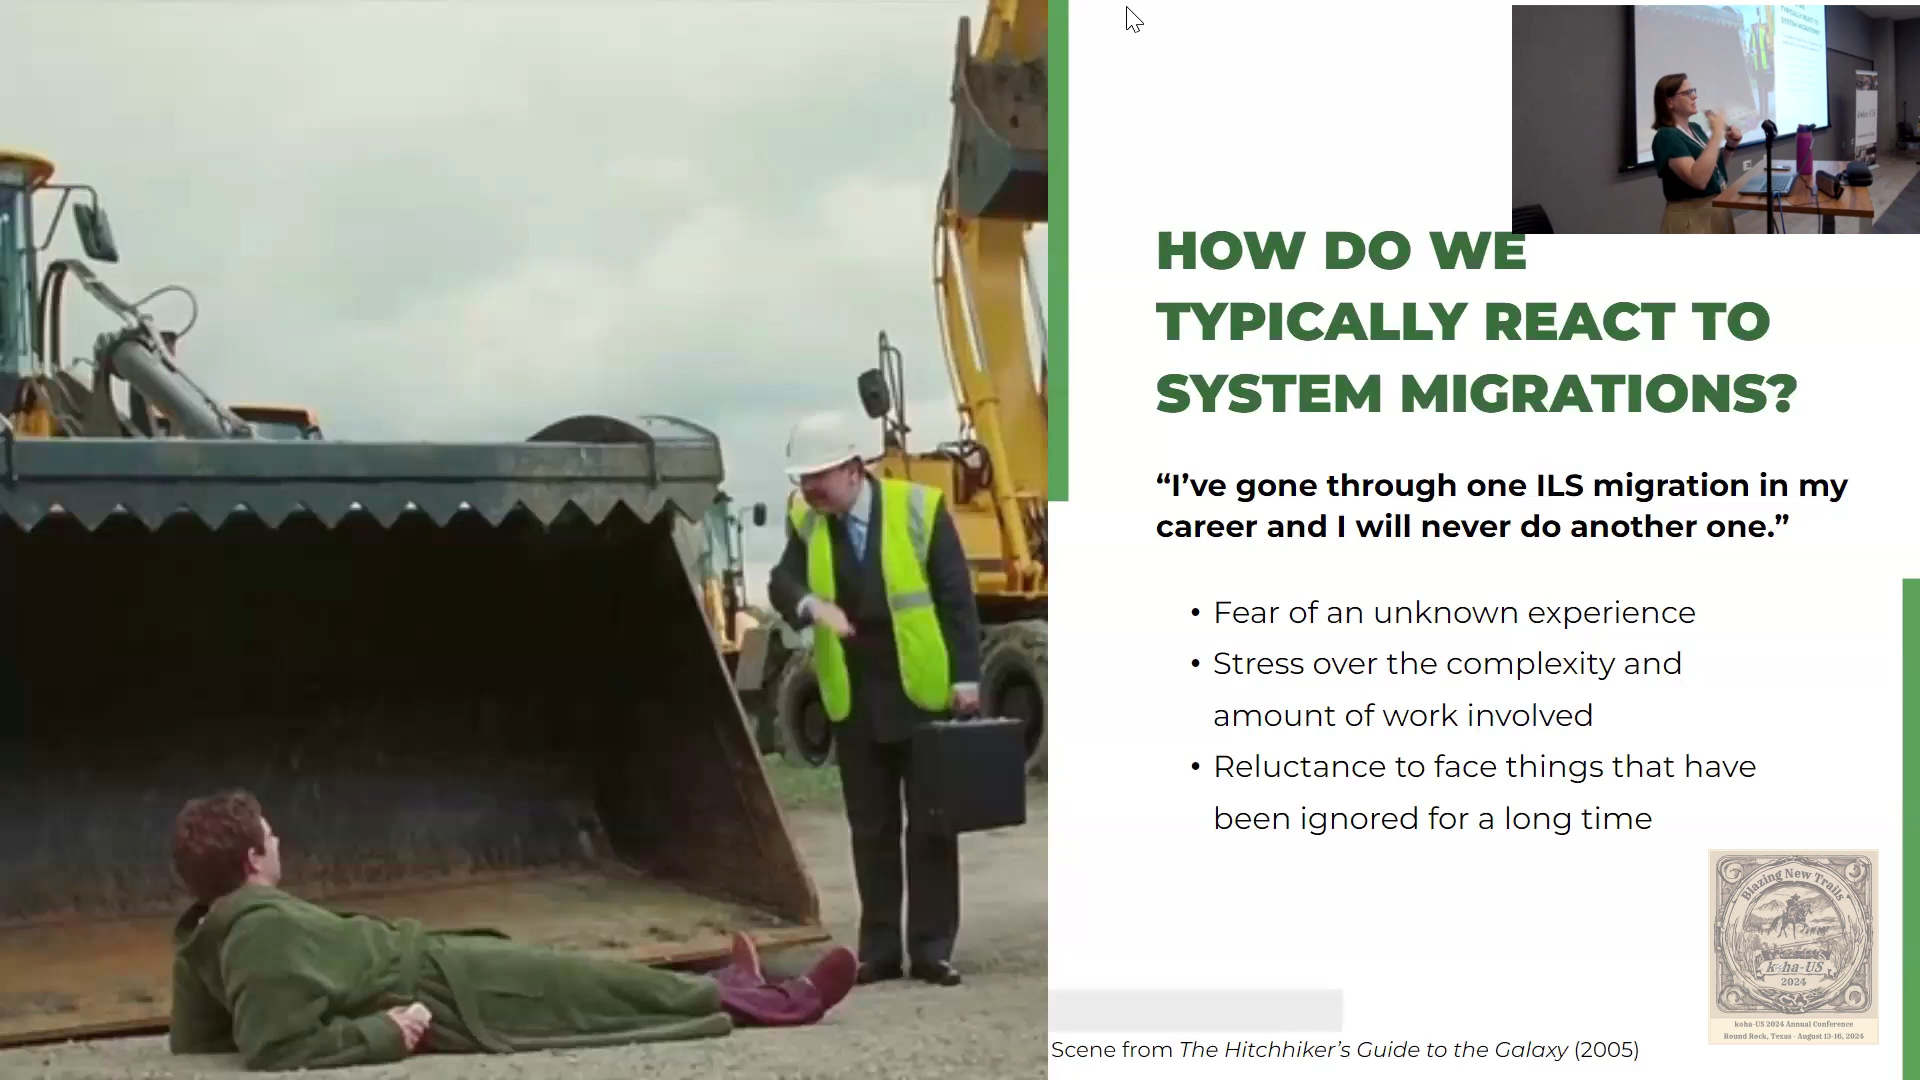 HOW DO WE
TYPICALLY REACT TO
SYSTEM MIGRATIONS?
“I’ve gone through one ILS migration in my
career and I will never do another one.”
• Fear of an unknown experience
• Stress over the complexity and
amount of work involved
• Reluctance to face things that have
been ignored for a long time
Blazing New Trails
koha-US
2024
koha-US 2024 Annual Conference
Round Rock, Texas - August 13-16, 2024
Scene from The Hitchhiker’s Guide to the Galaxy (2005)